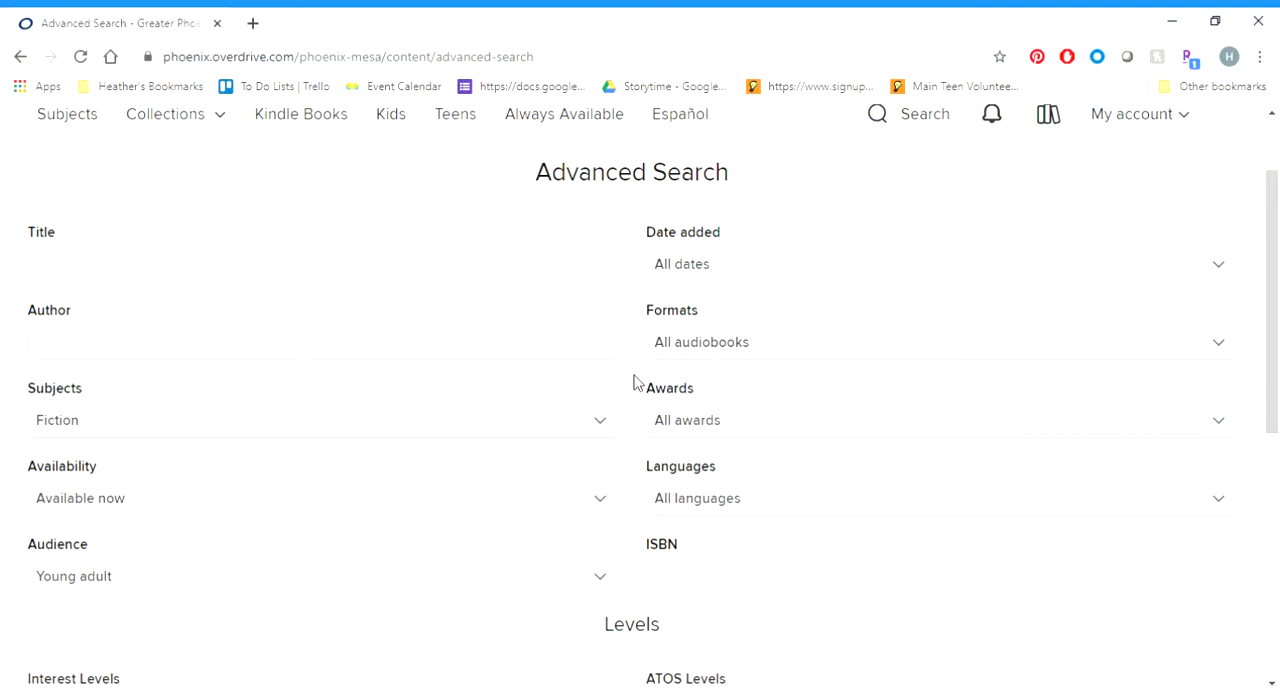 Advanced Search - Greater Pho
phoenix.overdrive.com/phoenix-mesa/content/advanced-search
H
Apps Heather's Bookmarks To Do Lists | Trello Event Calendar https://docs.google... Storytime - Google... https://www.signup... Main Teen Voluntee... Other bookmarks
Subjects Collections Kindle Books Kids Teens Always Available Español Search My account
Advanced Search
Title Date added
All dates
Author Formats
All audiobooks
Subjects Awards
Fiction All awards
Availability Languages
Available now All languages
Audience ISBN
Young adult
Levels
Interest Levels ATOS Levels